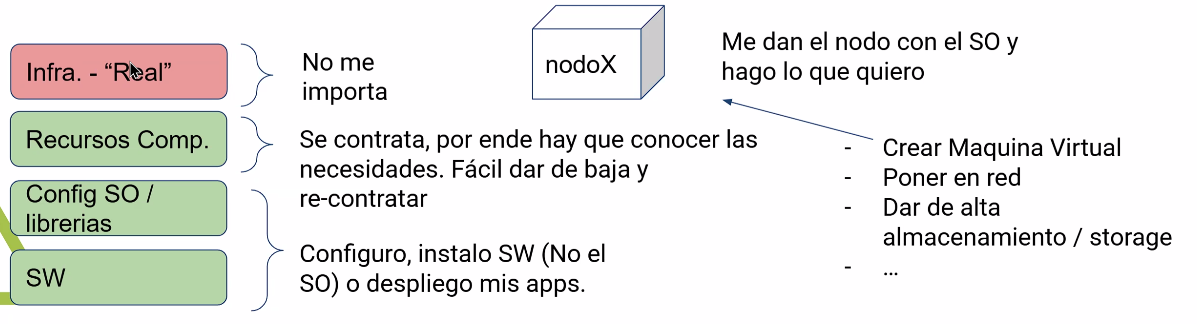 Infra. - “Real”
No me
importa
nodoX
Me dan el nodo con el SO y
hago lo que quiero
Recursos Comp.
Se contrata, por ende hay que conocer las
necesidades. Fácil dar de baja y
re-contratar
- Crear Maquina Virtual
- Poner en red
- Dar de alta
almacenamiento / storage
- ...
Config SO /
librerias
SW
Configuro, instalo SW (No el
SO) o despliego mis apps.